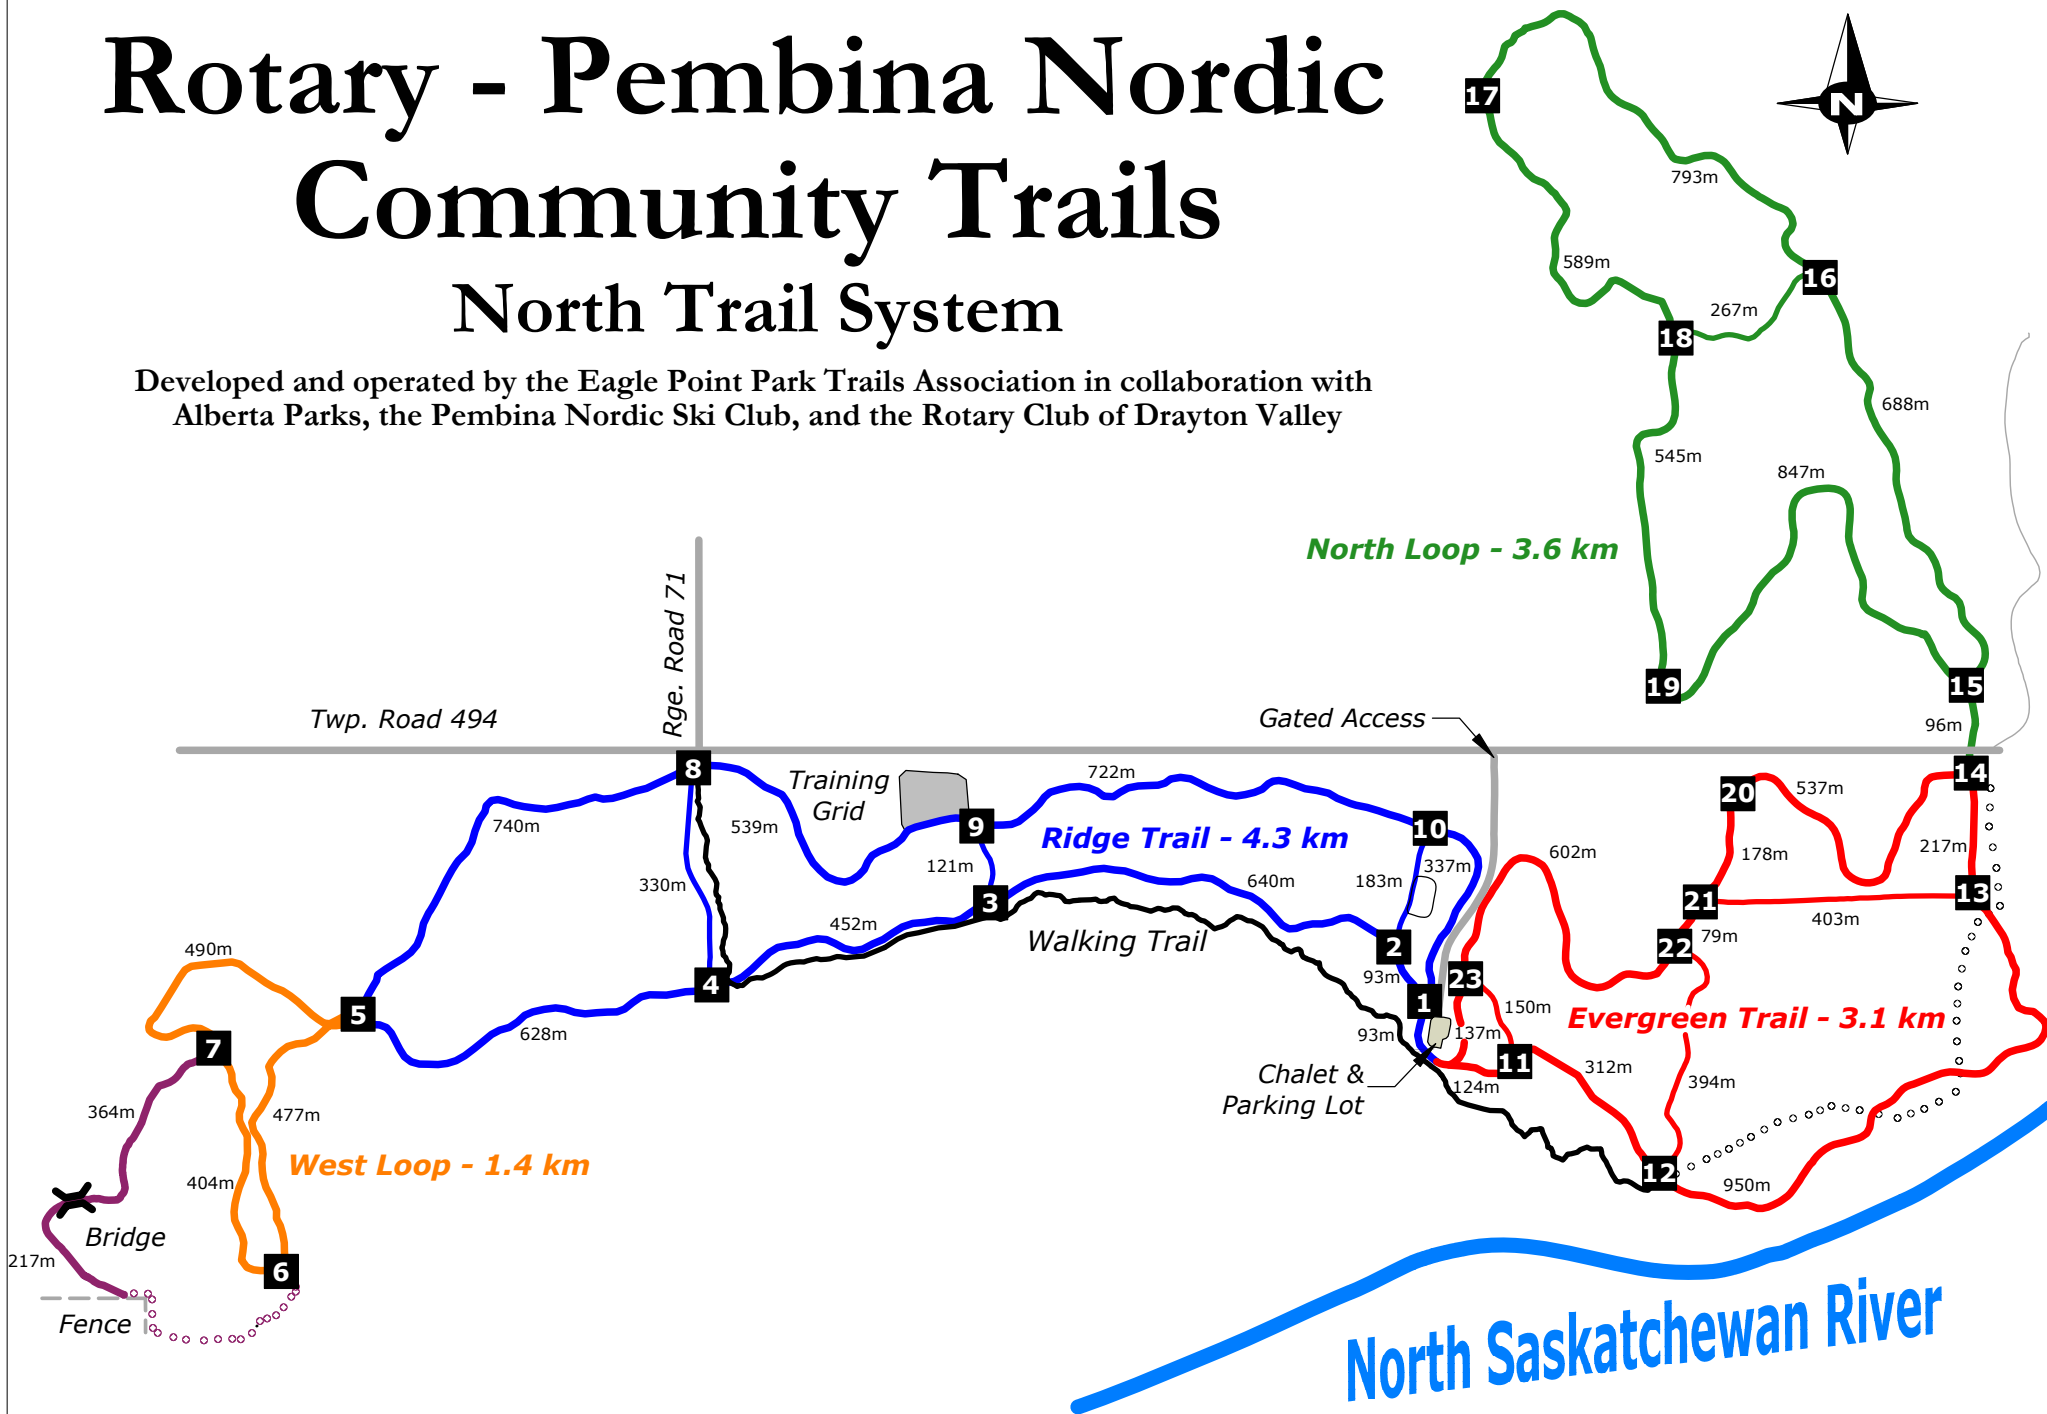 Rotary - Pembina Nordic
Community Trails
North Trail System
Developed and operated by the Eagle Point Park Trails Association in collaboration with
Alberta Parks, the Pembina Nordic Ski Club, and the Rotary Club of Drayton Valley
N
17
793m
589m
16
267m
18
688m
545m
847m
North Loop - 3.6 km
19
15
96m
Rge. Road 71
Twp. Road 494
Gated Access
8
Training
Grid
722m
14
20
537m
740m
539m
9
Ridge Trail - 4.3 km
10
602m
178m
217m
121m
337m
330m
183m
640m
13
3
21
403m
452m
Walking Trail
79m
22
2
490m
93m
23
4
1
150m
5
Evergreen Trail - 3.1 km
628m
93m
137m
7
11
312m
Chalet &
Parking Lot
124m
394m
364m
477m
West Loop - 1.4 km
404m
12
950m
Bridge
217m
6
Fence
North Saskatchewan River